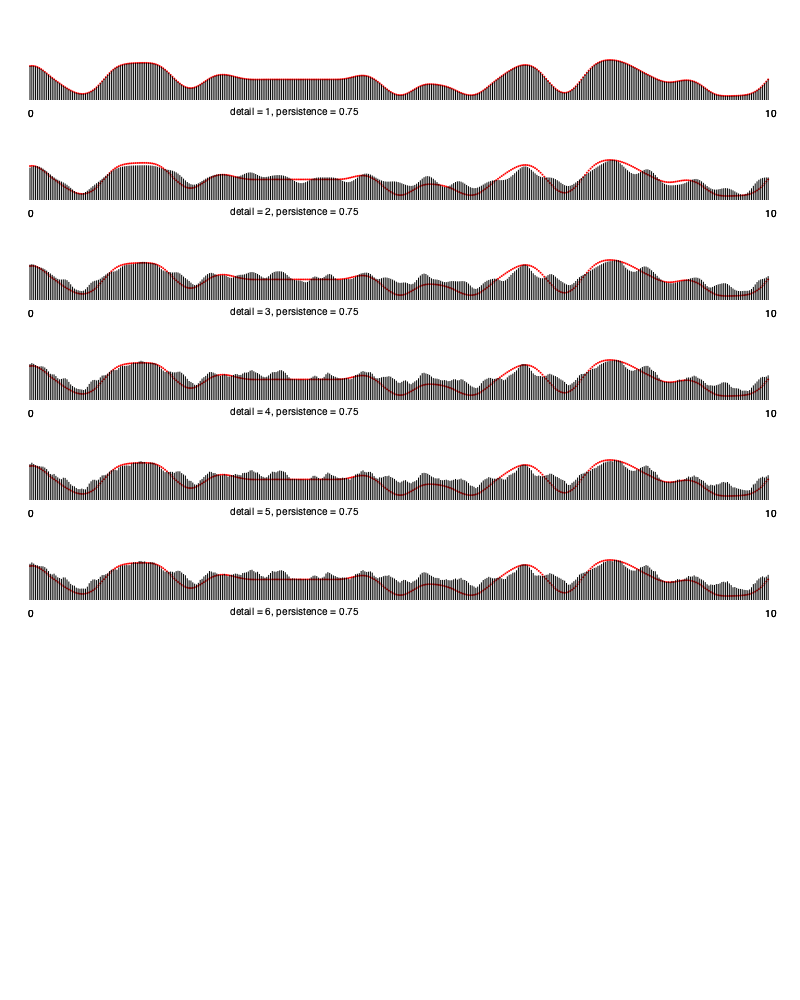 0 detail = 1, persistence = 0.75 10
0 detail = 2, persistence = 0.75 10
0 detail = 3, persistence = 0.75 10
0 detail = 4, persistence = 0.75 10
0 detail = 5, persistence = 0.75 10
0 detail = 6, persistence = 0.75 10